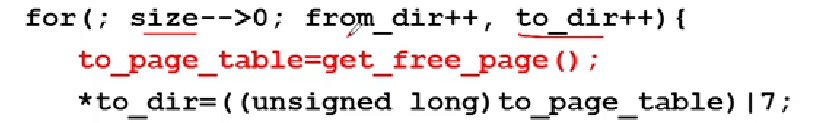 for(; size-->0; from_dir++, to_dir++){
to_page_table=get_free_page();
*to_dir=((unsigned long)to_page_table)|7;